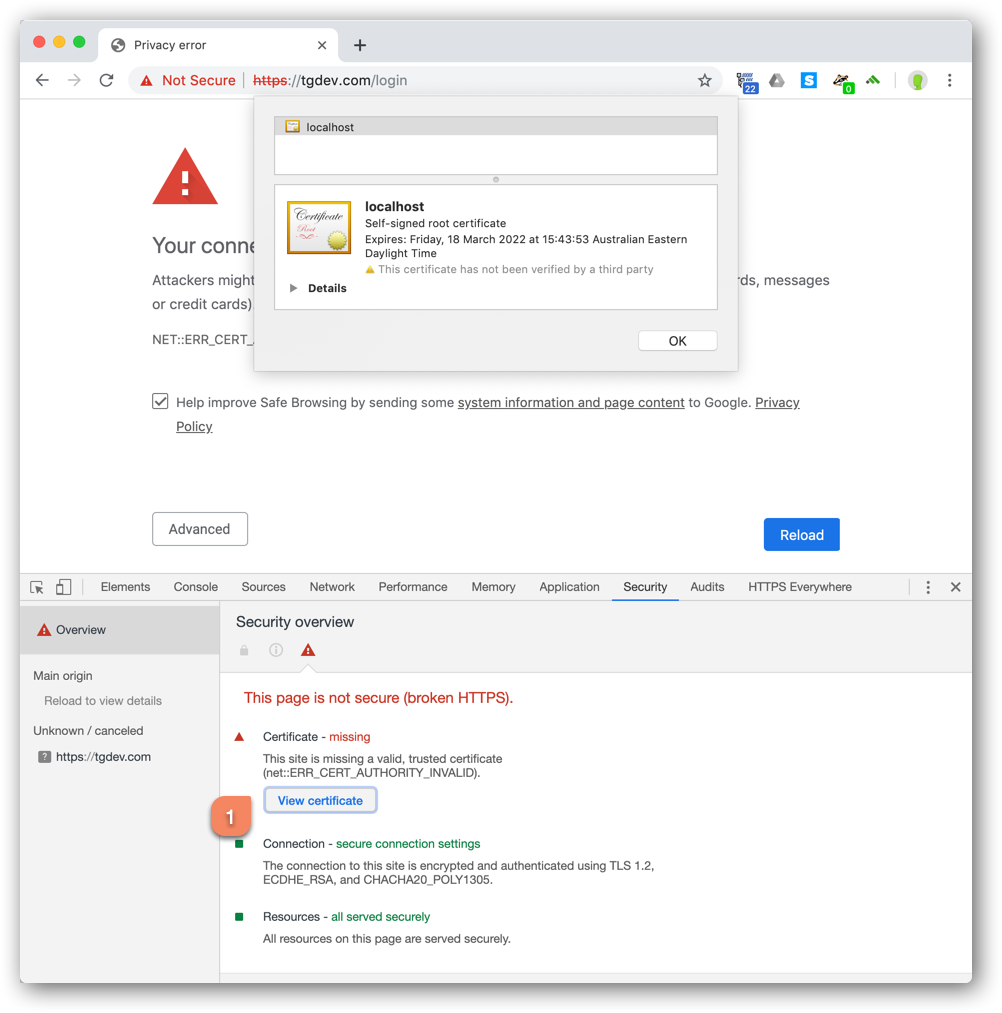 Privacy error
Not Secure | https://tgdev.com/login
22
S
0
localhost
Certificate
Root
localhost
Self-signed root certificate
Expires: Friday, 18 March 2022 at 15:43:53 Australian Eastern
Daylight Time
This certificate has not been verified by a third party
Details
OK
Your conne
Attackers might
rds, messages
or credit cards)
NET::ERR_CERT_
Help improve Safe Browsing by sending some system information and page content to Google. Privacy
Policy
Advanced
Reload
Elements Console Sources Network Performance Memory Application Security Audits HTTPS Everywhere
Overview
Main origin
Reload to view details
Unknown / canceled
? https://tgdev.com
Security overview
This page is not secure (broken HTTPS).
Certificate - missing
This site is missing a valid, trusted certificate
(net::ERR_CERT_AUTHORITY_INVALID).
View certificate
1
Connection - secure connection settings
The connection to this site is encrypted and authenticated using TLS 1.2,
ECDHE_RSA, and CHACHA20_POLY1305.
Resources - all served securely
All resources on this page are served securely.